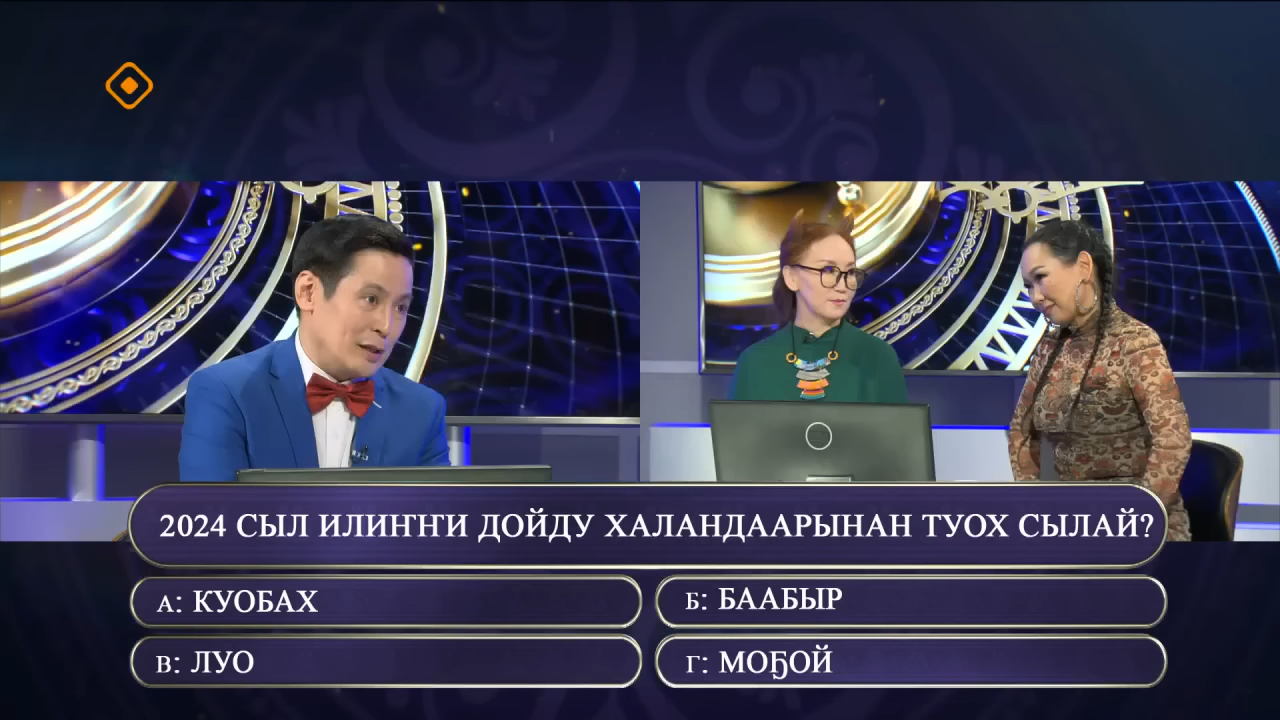 2024 СЫЛ ИЛИҤҤИ ДОЙДУ ХАЛАНДААРЫНАН ТУОХ СЫЛАЙ?
А: КУОБАХ
Б: БААБЫР
В: ЛУО
Г: МОҔОЙ